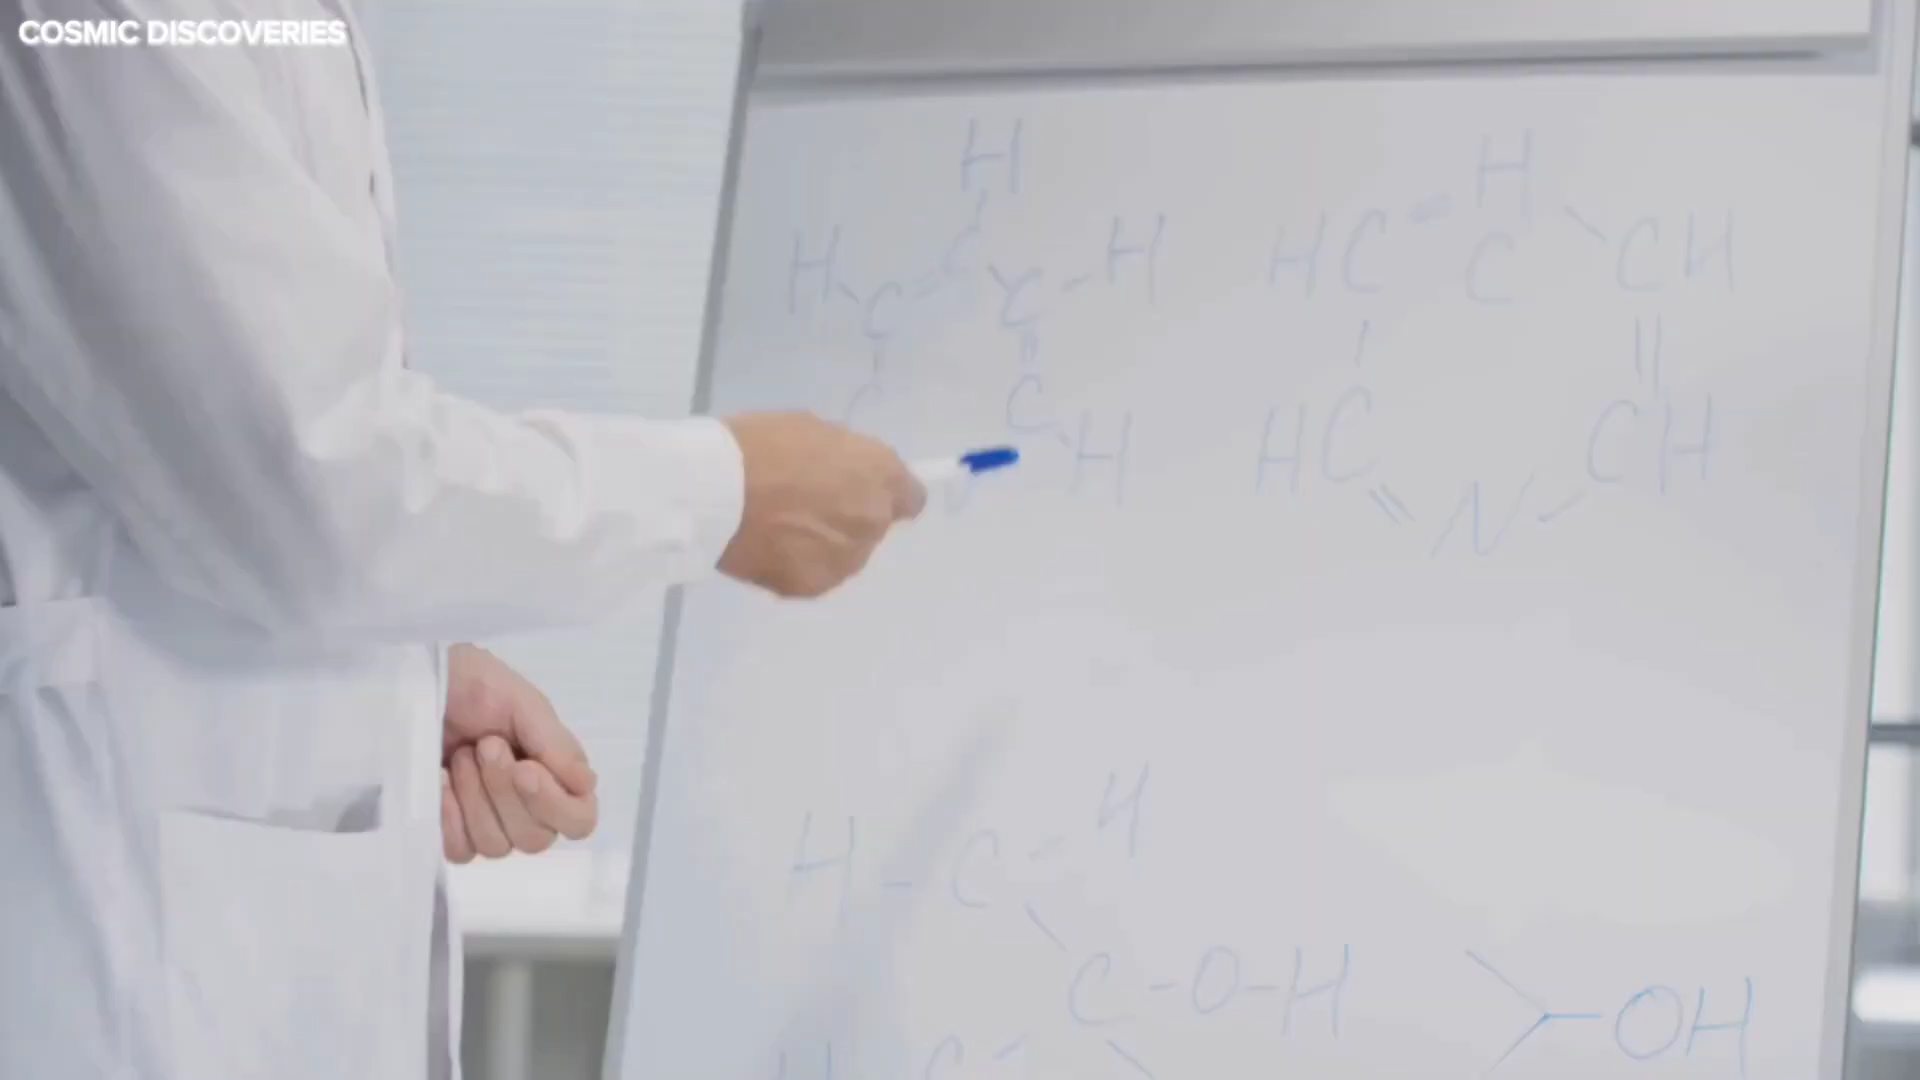 COSMIC DISCOVERIES
H H
H C C H HC C CH
C C H HC CH
N
H C H
C O H OH
C